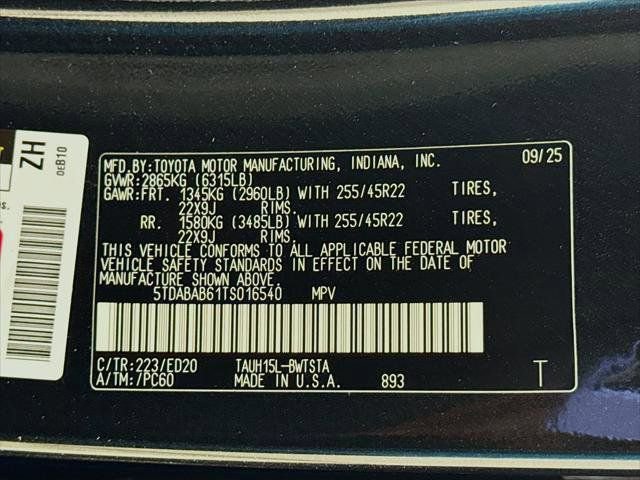 ZH
0EB10
MFD.BY:TOYOTA MOTOR MANUFACTURING, INDIANA, INC. 09/25
GVWR:2865KG (6315LB)
GAWR:FRT. 1345KG (2960LB) WITH 255/45R22 TIRES,
22X9J RIMS.
RR. 1580KG (3485LB) WITH 255/45R22 TIRES,
22X9J RIMS.
THIS VEHICLE CONFORMS TO ALL APPLICABLE FEDERAL MOTOR
VEHICLE SAFETY STANDARDS IN EFFECT ON THE DATE OF
MANUFACTURE SHOWN ABOVE.
5TDABAB61TS016540 MPV
C/TR:223/ED20 TAUH15L-BWTSTA
A/TM:/PC60 MADE IN U.S.A. 893 T